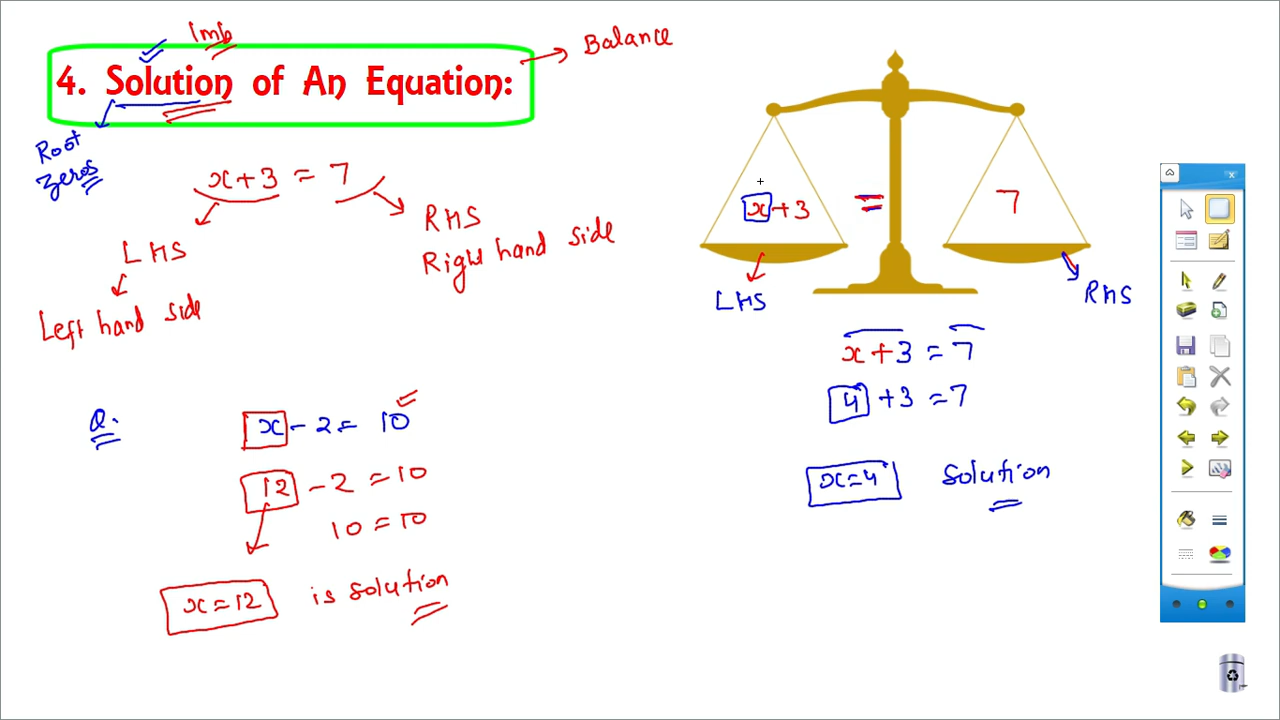 Imb
4. Solution of An Equation:
Balance
Root
zeros
x+3 = 7
LHS
Left hand side
RHS
Right hand side
x+3 = 7
LHS
RHS
x+3 = 7
4 +3 = 7
x=4 solution
Q. x - 2 = 10
12 - 2 = 10
10 = 10
x=12 is solution